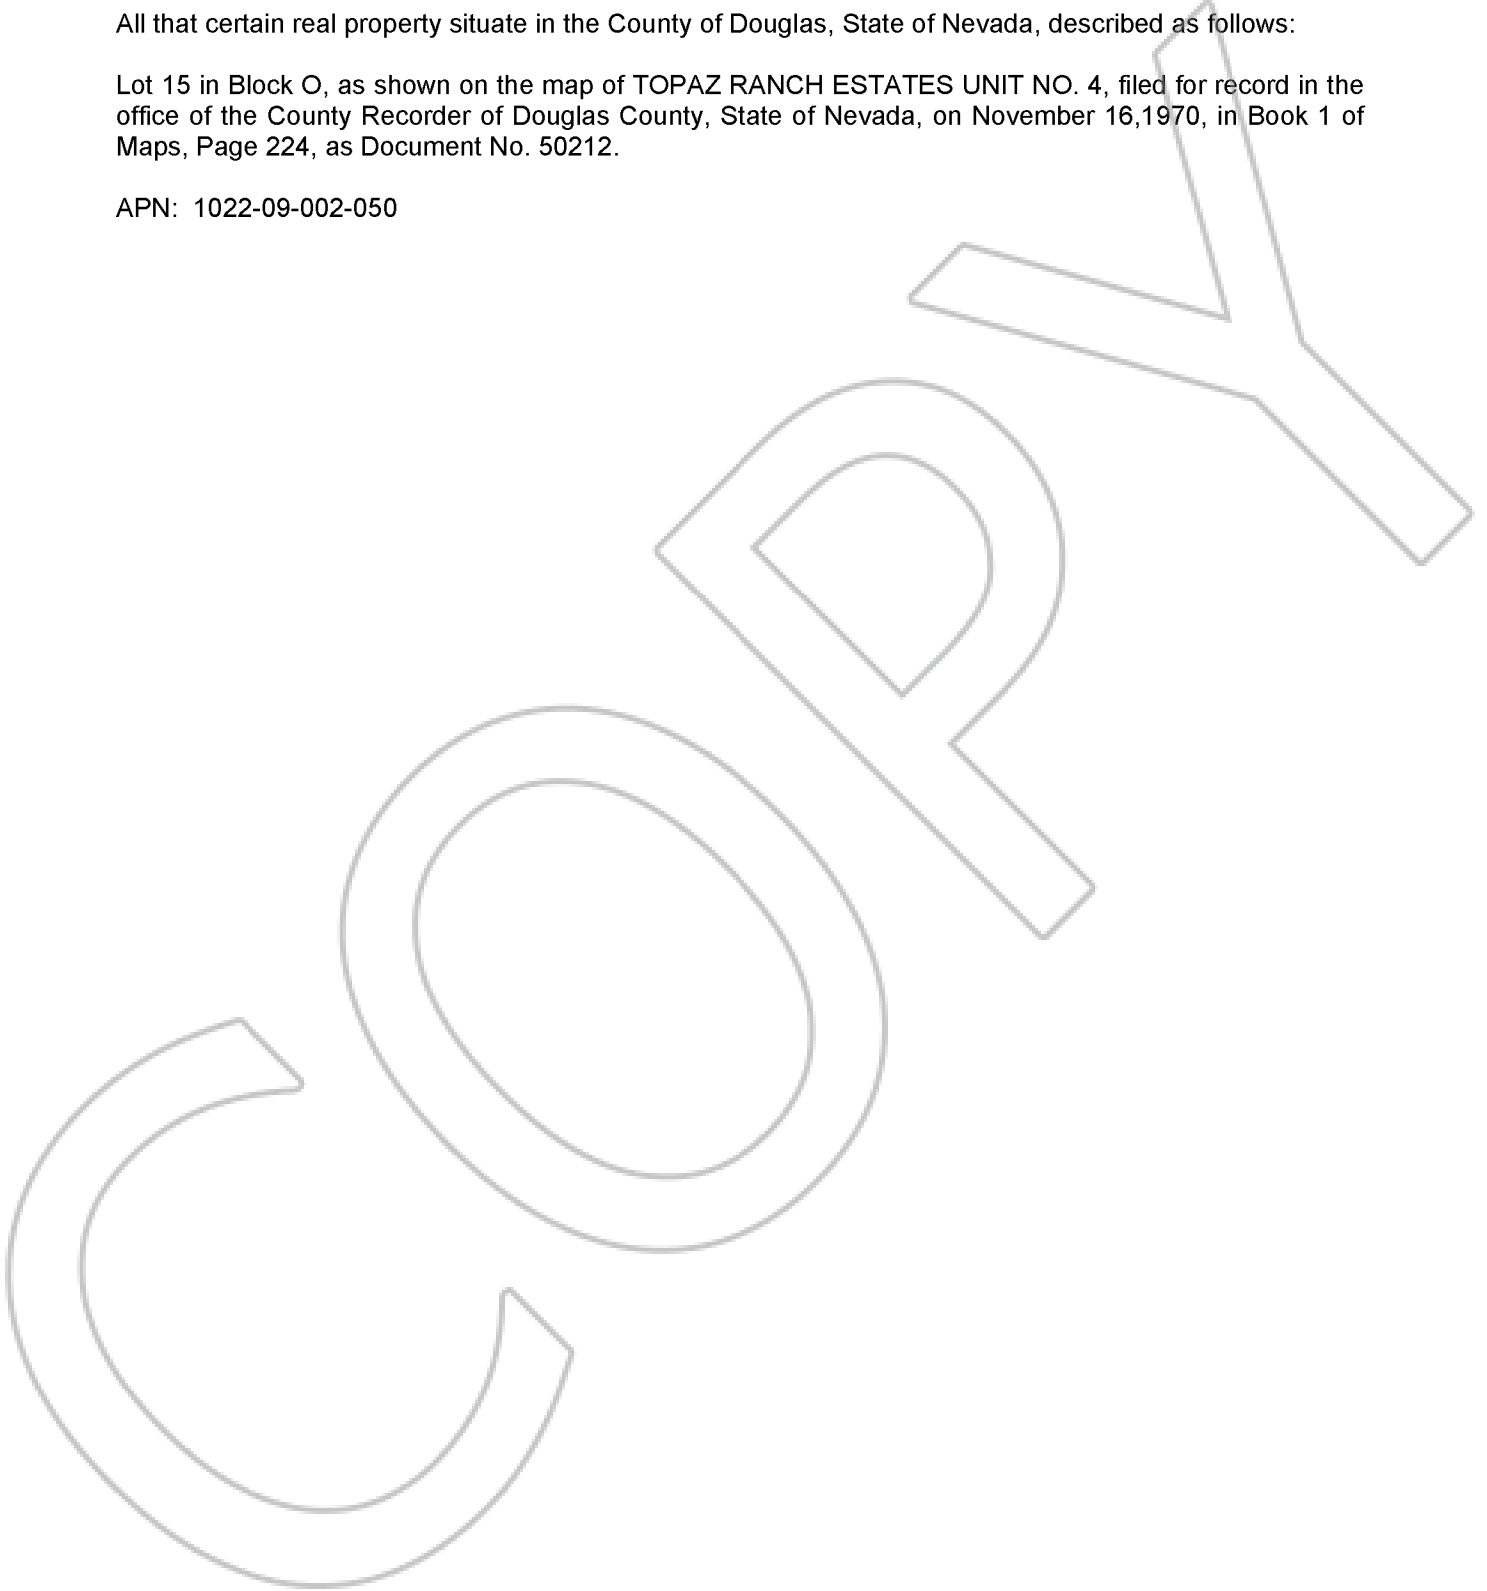 All that certain real property situate in the County of Douglas, State of Nevada, described as follows:
Lot 15 in Block O, as shown on the map of TOPAZ RANCH ESTATES UNIT NO. 4, filed for record in the
office of the County Recorder of Douglas County, State of Nevada, on November 16,1970, in Book 1 of
Maps, Page 224, as Document No. 50212.
APN:  1022-09-002-050
COPY